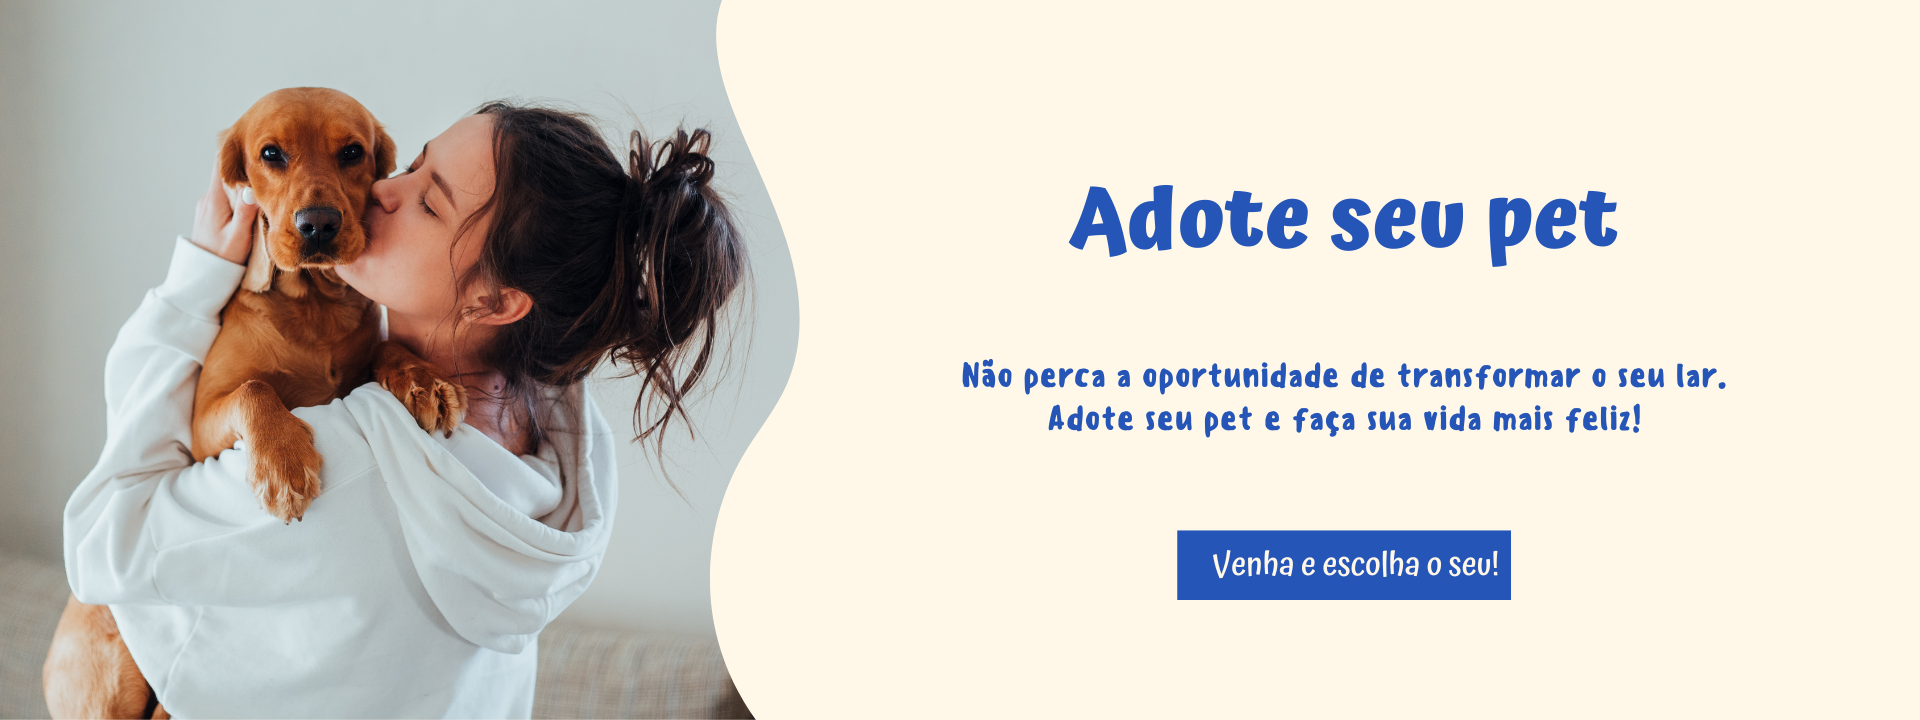 Adote seu pet
Não perca a oportunidade de transformar o seu lar.
Adote seu pet e faça sua vida mais feliz!
Venha e escolha o seu!